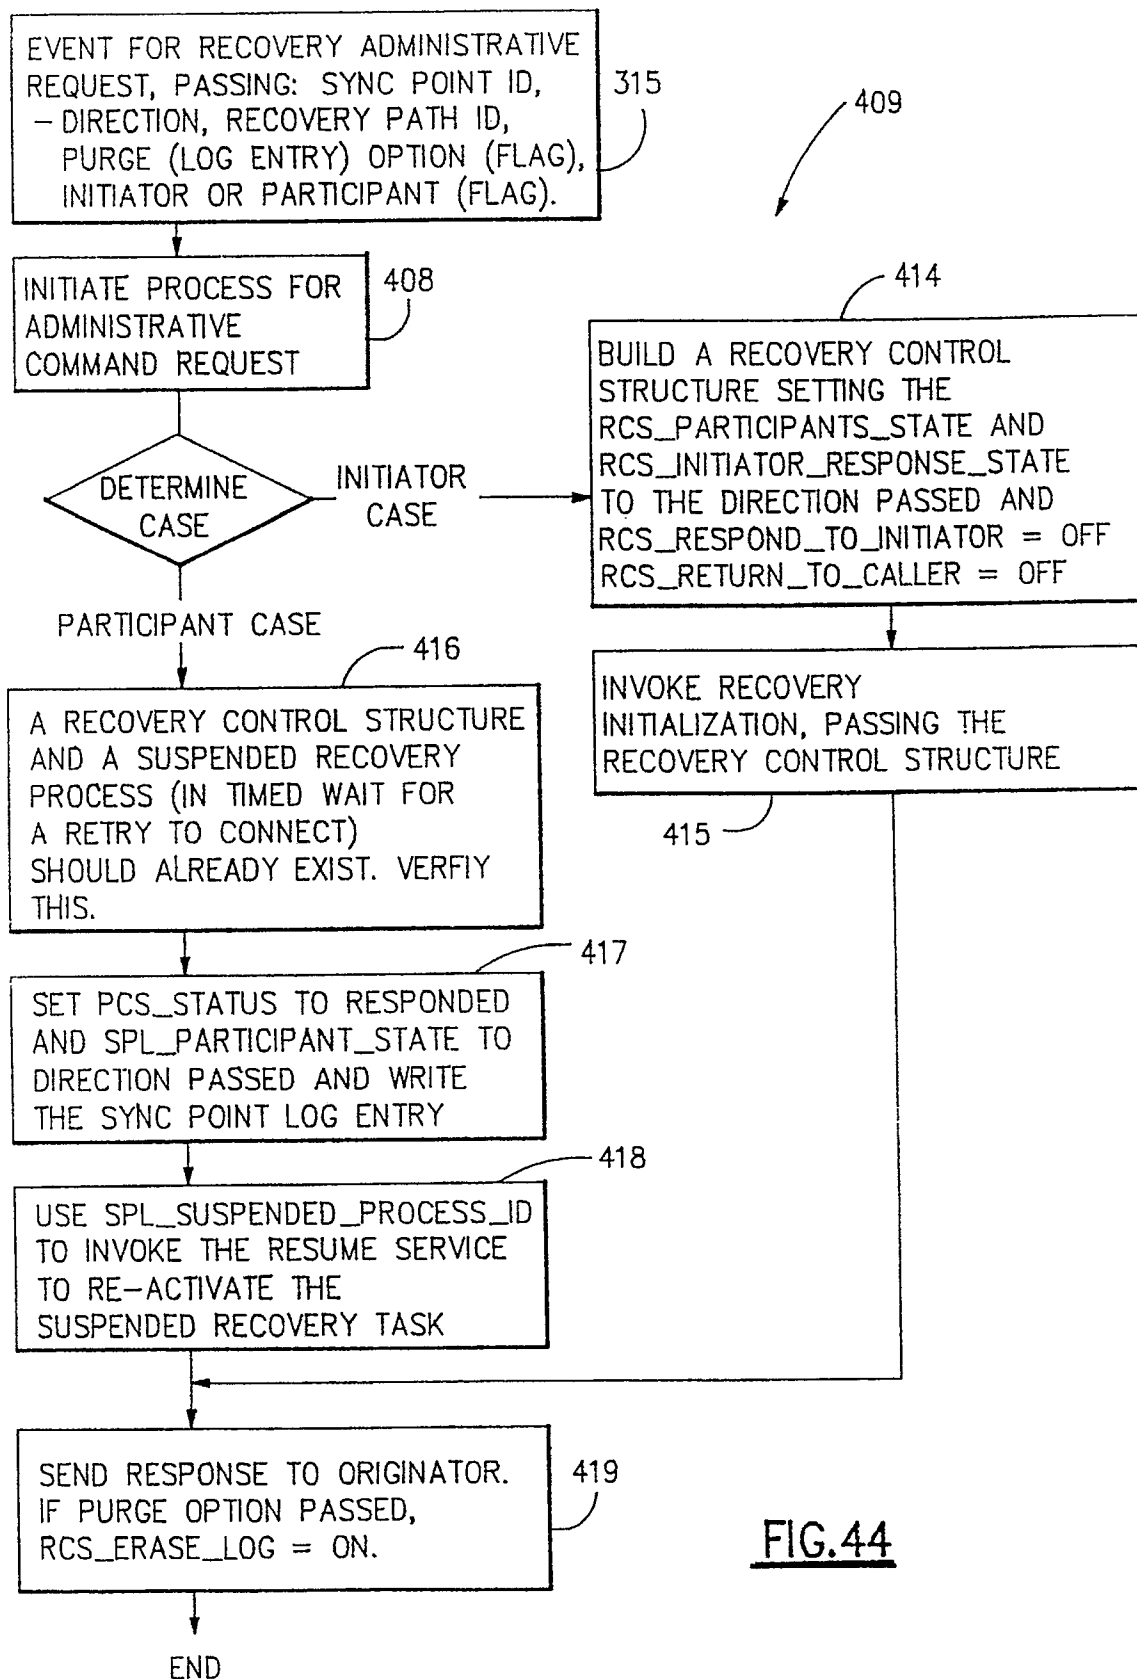 EVENT FOR RECOVERY ADMINISTRATIVE
REQUEST, PASSING: SYNC POINT ID,
– DIRECTION, RECOVERY PATH ID,
PURGE (LOG ENTRY) OPTION (FLAG),
INITIATOR OR PARTICIPANT (FLAG).
315
409
INITIATE PROCESS FOR
ADMINISTRATIVE
COMMAND REQUEST
408
DETERMINE
CASE
INITIATOR
CASE
414
BUILD A RECOVERY CONTROL
STRUCTURE SETTING THE
RCS_PARTICIPANTS_STATE AND
RCS_INITIATOR_RESPONSE_STATE
TO THE DIRECTION PASSED AND
RCS_RESPOND_TO_INITIATOR = OFF
RCS_RETURN_TO_CALLER = OFF
INVOKE RECOVERY
INITIALIZATION, PASSING THE
RECOVERY CONTROL STRUCTURE
415
PARTICIPANT CASE
416
A RECOVERY CONTROL STRUCTURE
AND A SUSPENDED RECOVERY
PROCESS (IN TIMED WAIT FOR
A RETRY TO CONNECT)
SHOULD ALREADY EXIST. VERFIY
THIS.
417
SET PCS_STATUS TO RESPONDED
AND SPL_PARTICIPANT_STATE TO
DIRECTION PASSED AND WRITE
THE SYNC POINT LOG ENTRY
418
USE SPL_SUSPENDED_PROCESS_ID
TO INVOKE THE RESUME SERVICE
TO RE-ACTIVATE THE
SUSPENDED RECOVERY TASK
SEND RESPONSE TO ORIGINATOR.
IF PURGE OPTION PASSED,
RCS_ERASE_LOG = ON.
419
END
FIG.44